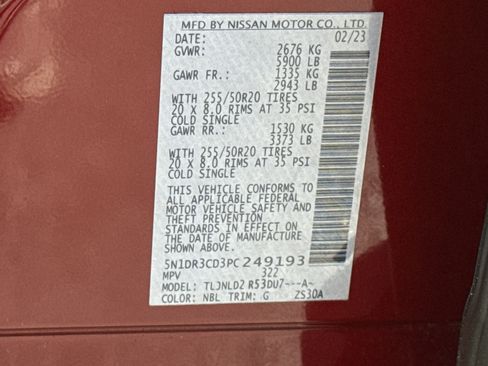 MFD BY NISSAN MOTOR CO., LTD.
DATE: 02/23
GVWR: 2676 KG
5900 LB
GAWR FR.: 1335 KG
2943 LB
WITH 255/50R20 TIRES
20 X 8.0 RIMS AT 35 PSI
COLD SINGLE
GAWR RR.: 1530 KG
3373 LB
WITH 255/50R20 TIRES
20 X 8.0 RIMS AT 35 PSI
COLD SINGLE
THIS VEHICLE CONFORMS TO
ALL APPLICABLE FEDERAL
MOTOR VEHICLE SAFETY AND
THEFT PREVENTION
STANDARDS IN EFFECT ON
THE DATE OF MANUFACTURE
SHOWN ABOVE.
5N1DR3CD3PC249193
MPV 322
MODEL: TLJNLD2 R53DU7---A-
COLOR: NBL TRIM: G ZS30A